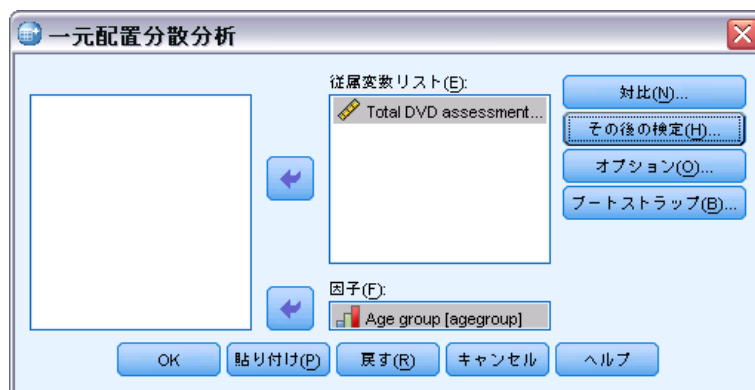 一元配置分散分析
従属変数リスト(E):
Total DVD assessment...
因子(F):
Age group [agegroup]
対比(N)...
その後の検定(H)...
オプション(O)...
ブートストラップ(B)...
OK
貼り付け(P)
戻す(R)
キャンセル
ヘルプ